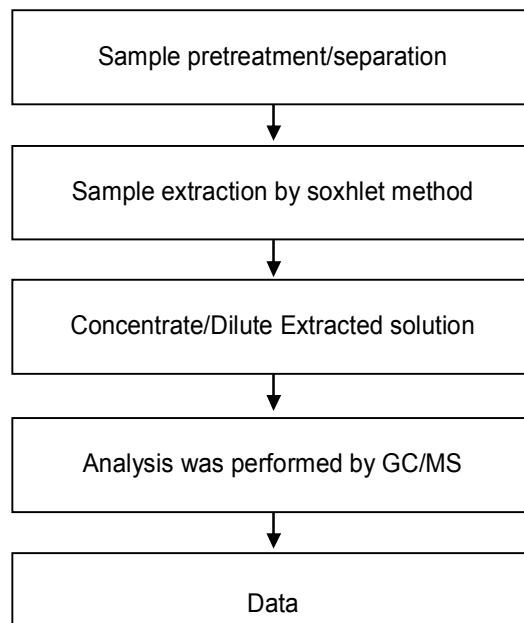 Sample pretreatment/separation
Sample extraction by soxhlet method
Concentrate/Dilute Extracted solution
Analysis was performed by GC/MS
Data